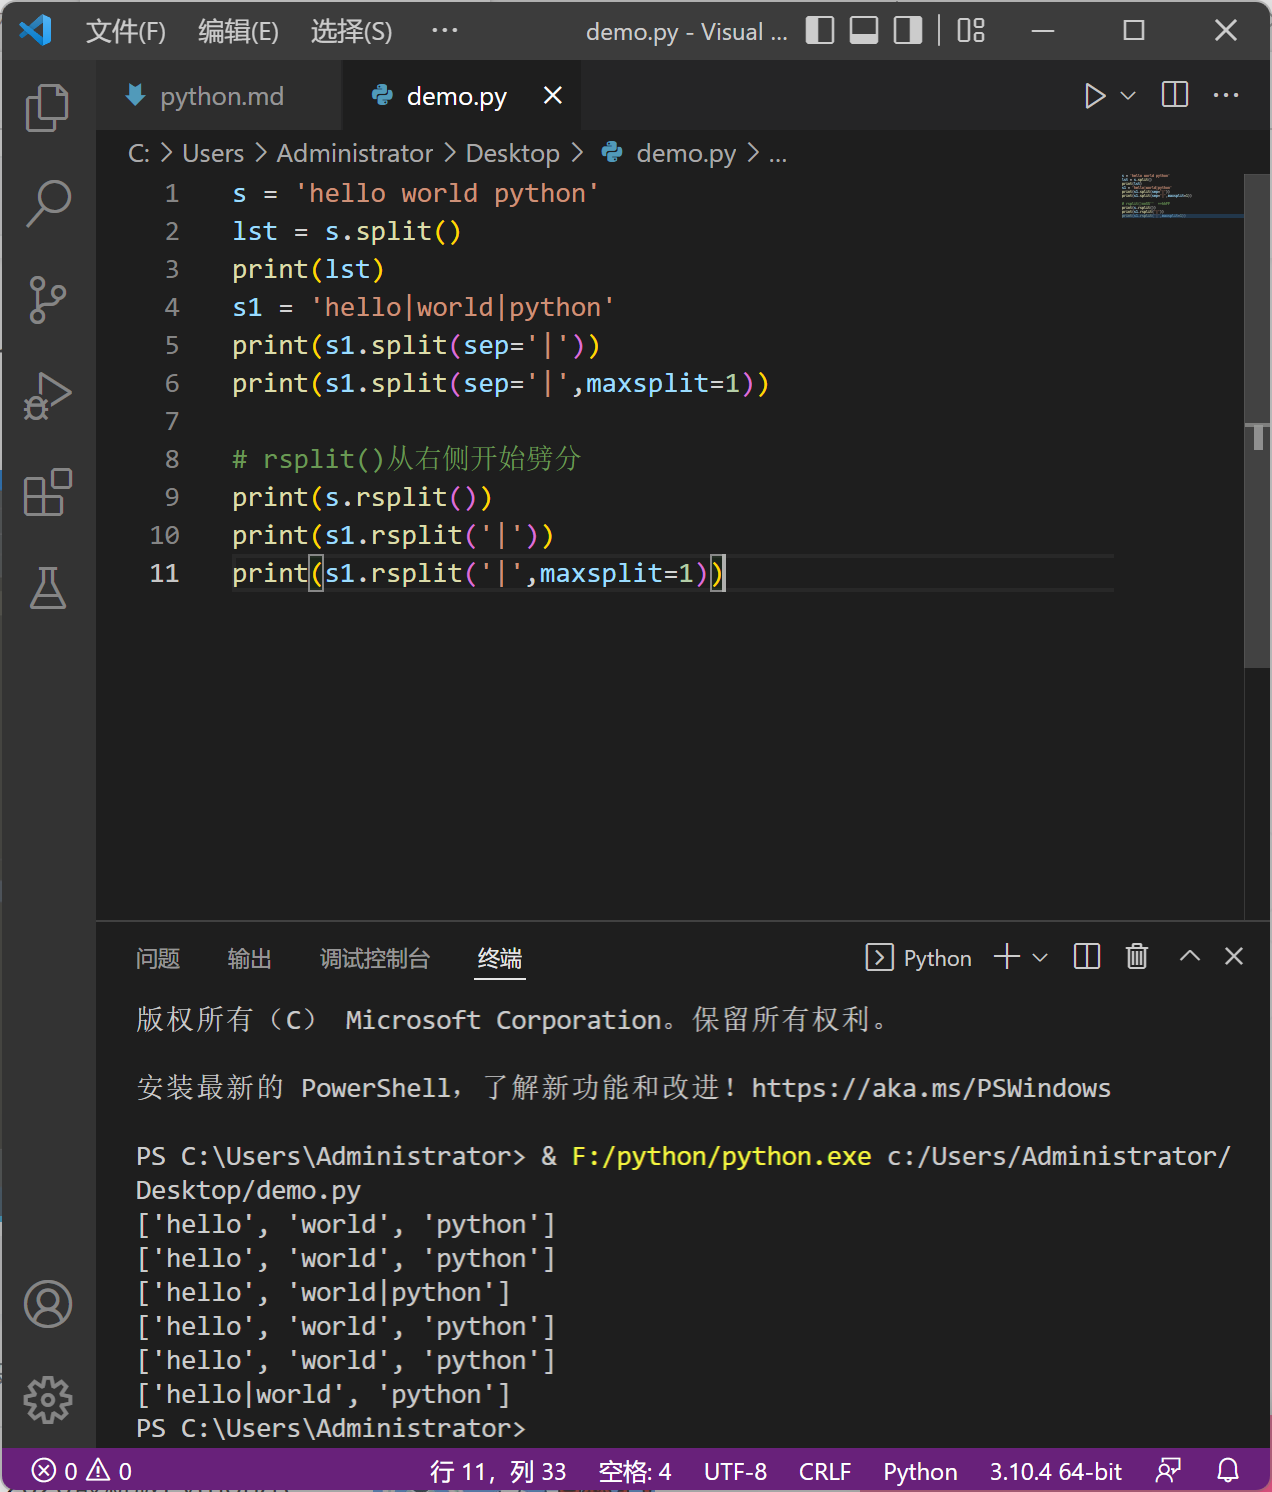 文件(F) 编辑(E) 选择(S) ··· demo.py - Visual ...
python.md demo.py
C: > Users > Administrator > Desktop > demo.py > ...
1 s = 'hello world python'
2 lst = s.split()
3 print(lst)
4 s1 = 'hello|world|python'
5 print(s1.split(sep='|'))
6 print(s1.split(sep='|',maxsplit=1))
7
8 # rsplit()从右侧开始劈分
9 print(s.rsplit())
10 print(s1.rsplit('|'))
11 print(s1.rsplit('|',maxsplit=1))
问题 输出 调试控制台 终端 Python
版权所有（C） Microsoft Corporation。保留所有权利。
安装最新的 PowerShell，了解新功能和改进！https://aka.ms/PSWindows
PS C:\Users\Administrator> & F:/python/python.exe c:/Users/Administrator/
Desktop/demo.py
['hello', 'world', 'python']
['hello', 'world', 'python']
['hello', 'world|python']
['hello', 'world', 'python']
['hello', 'world', 'python']
['hello|world', 'python']
PS C:\Users\Administrator>
0 0 行 11，列 33 空格: 4 UTF-8 CRLF Python 3.10.4 64-bit